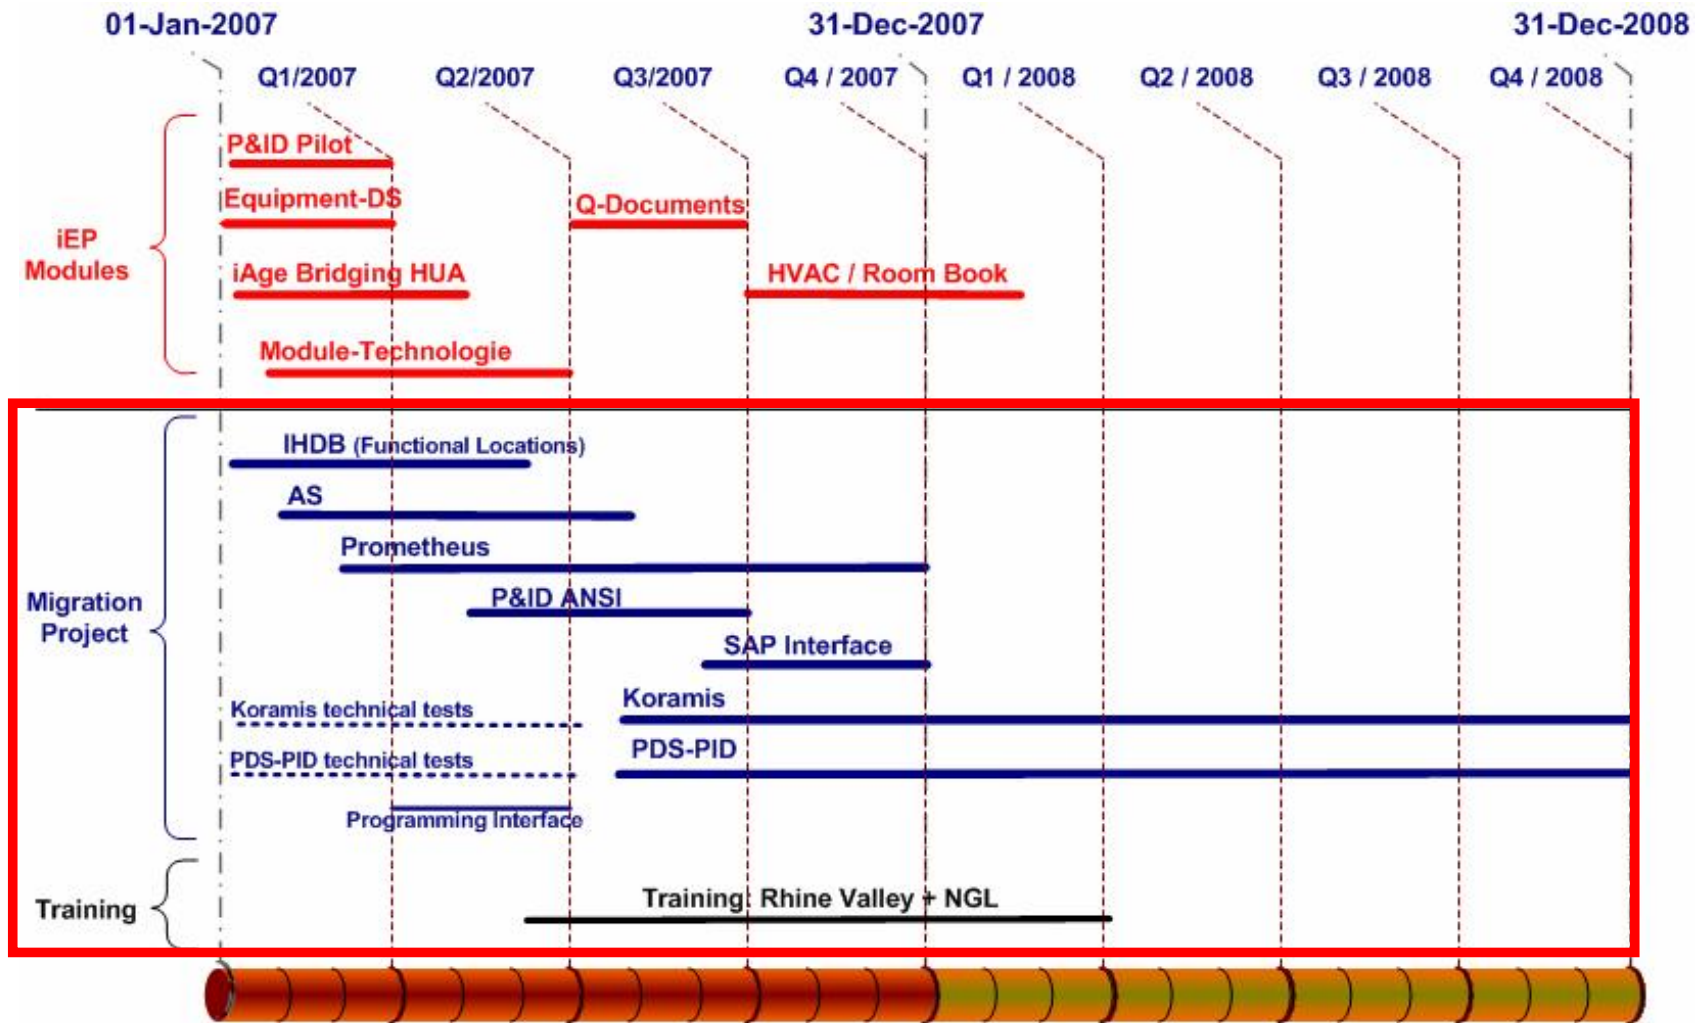 01-Jan-2007 31-Dec-2007 31-Dec-2008
Q1/2007 Q2/2007 Q3/2007 Q4 / 2007 Q1 / 2008 Q2 / 2008 Q3 / 2008 Q4 / 2008
P&ID Pilot
Equipment-DS Q-Documents
iEP
Modules
iAge Bridging HUA HVAC / Room Book
Module-Technologie
IHDB (Functional Locations)
AS
Prometheus
P&ID ANSI
Migration
Project
SAP Interface
Koramis
Koramis technical tests
PDS-PID
PDS-PID technical tests
Programming Interface
Training
Training: Rhine Valley + NGL